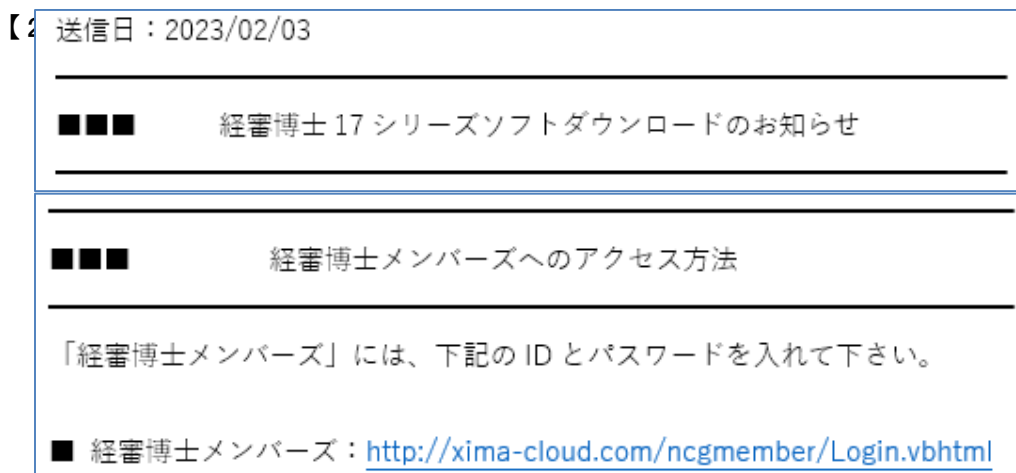 【2
送信日：2023/02/03
■■■ 経審博士 17 シリーズソフトダウンロードのお知らせ
■■■ 経審博士メンバーズへのアクセス方法
「経審博士メンバーズ」には、下記の ID とパスワードを入れて下さい。
■ 経審博士メンバーズ：http://xima-cloud.com/ncgmember/Login.vbhtml